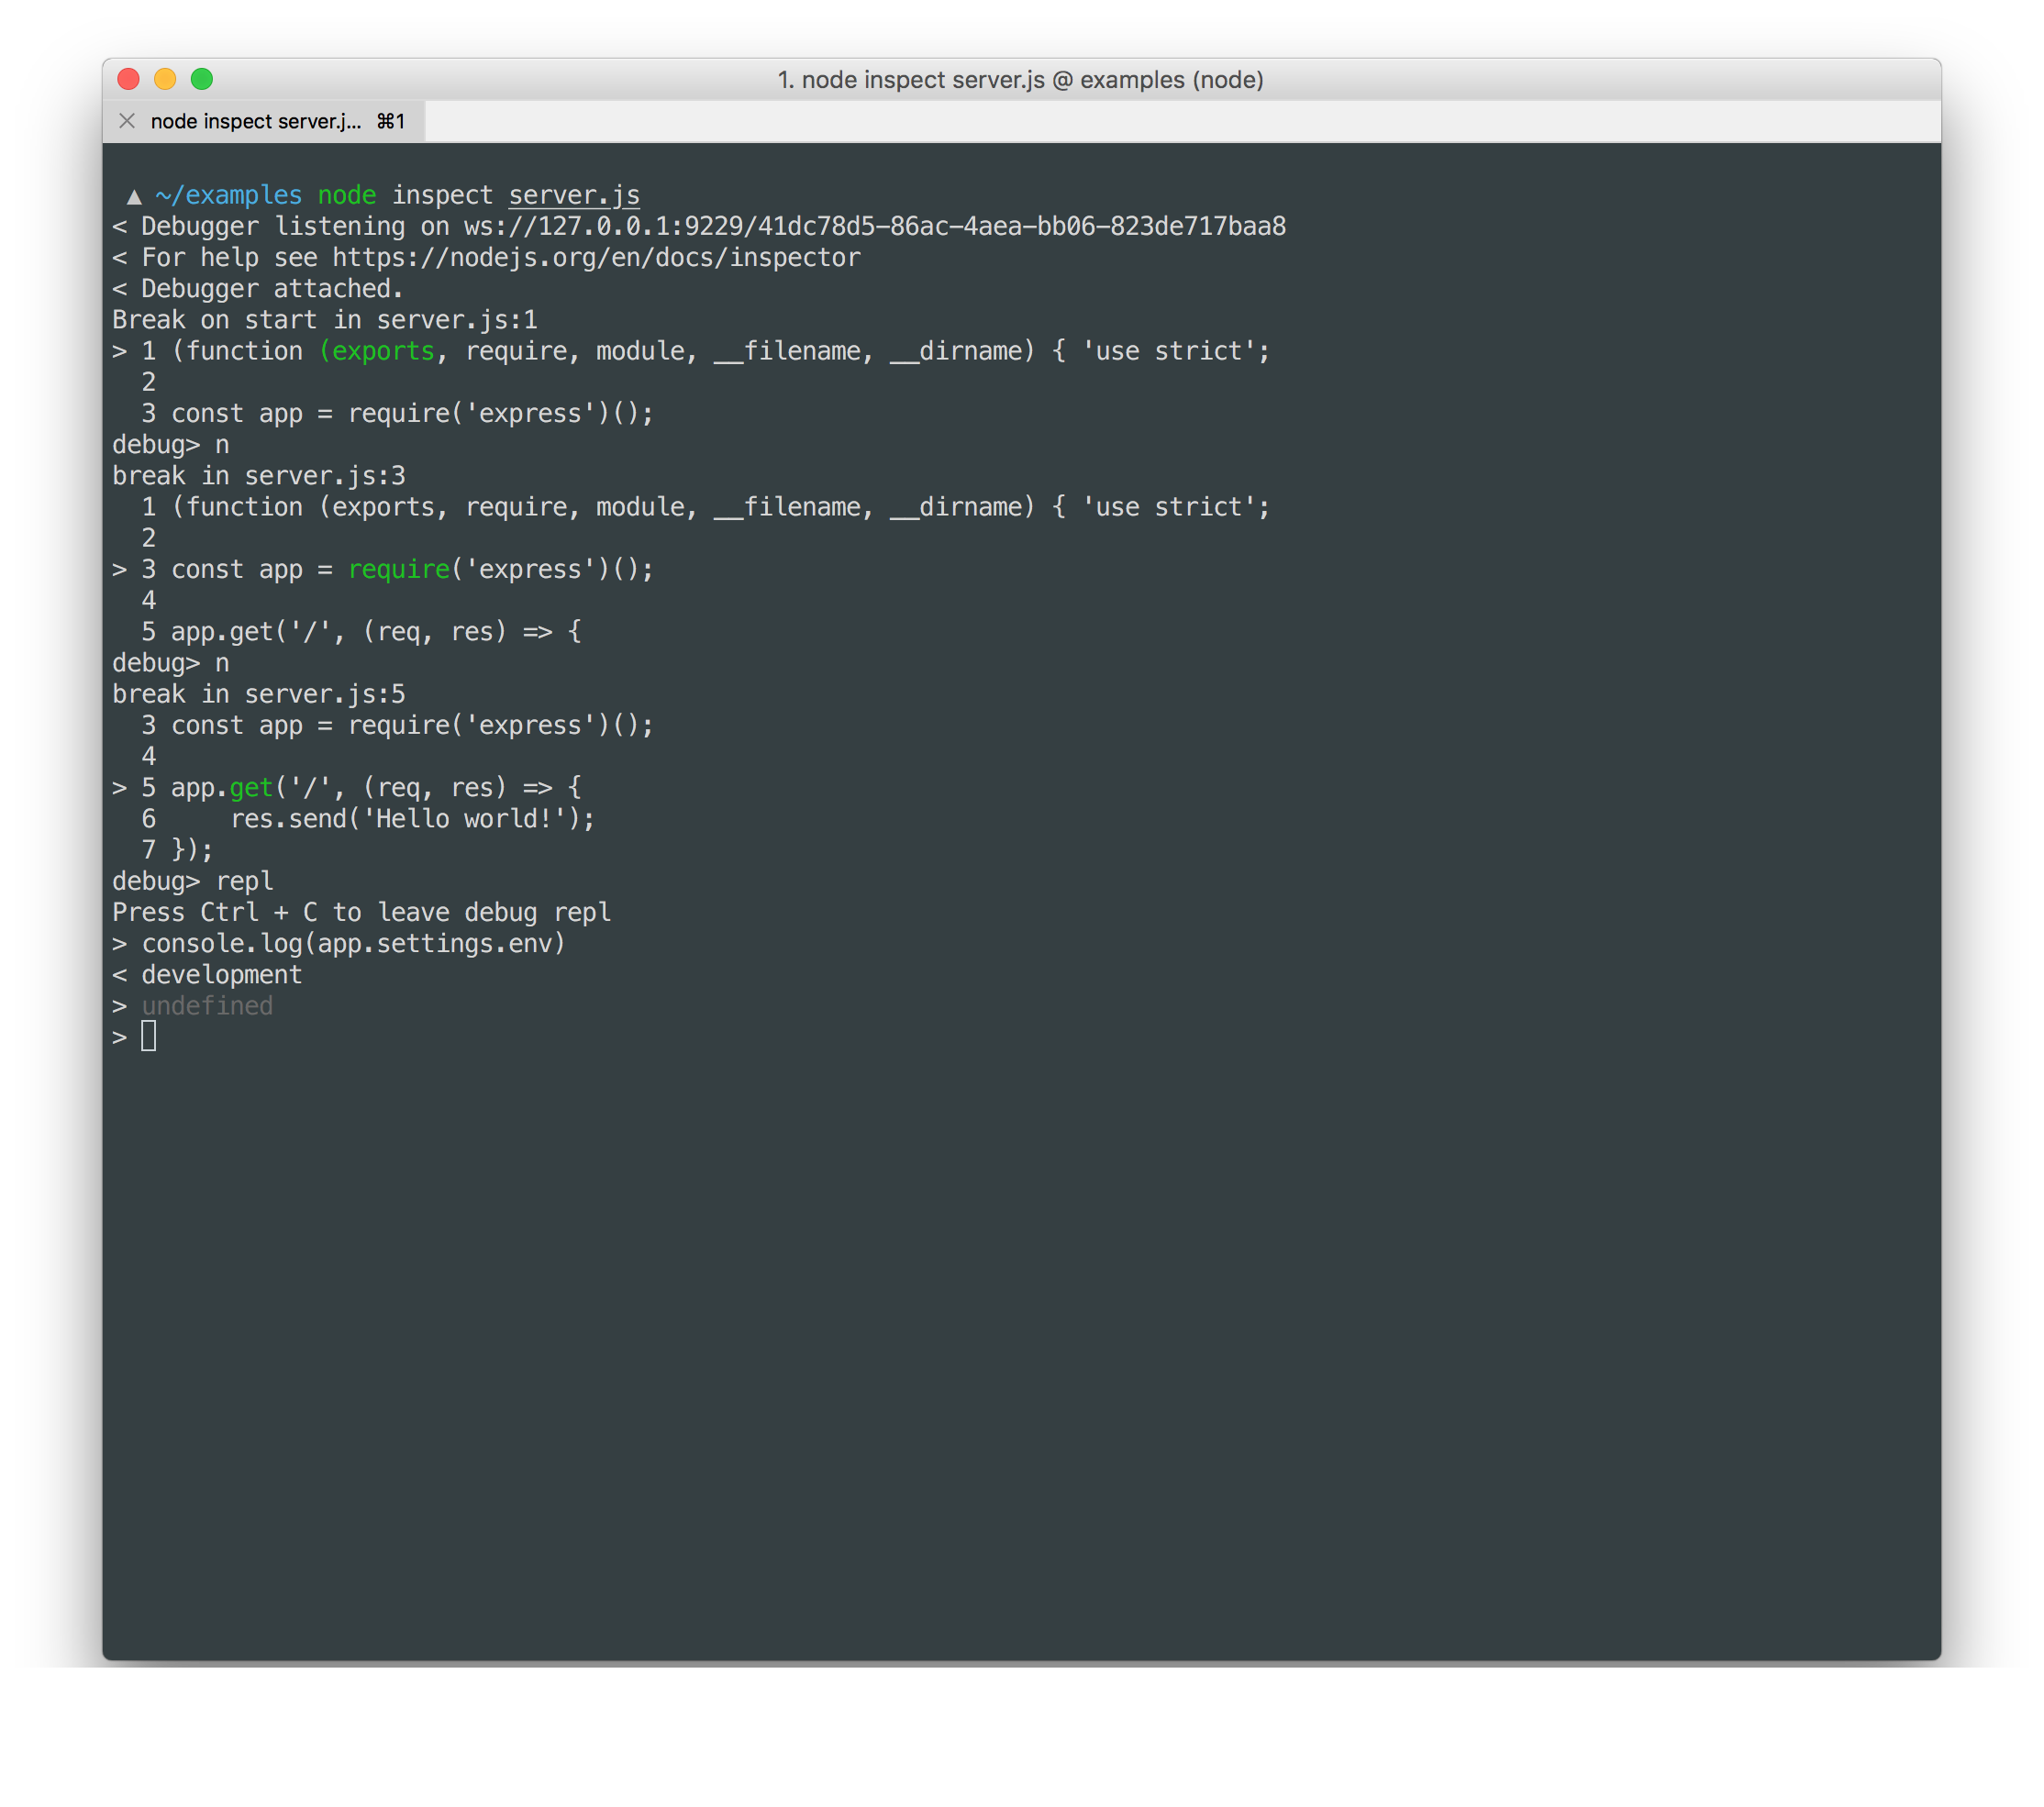 1. node inspect server.js @ examples (node)
node inspect server.j... ⌘1
▲ ~/examples node inspect server.js
< Debugger listening on ws://127.0.0.1:9229/41dc78d5-86ac-4aea-bb06-823de717baa8
< For help see https://nodejs.org/en/docs/inspector
< Debugger attached.
Break on start in server.js:1
> 1 (function (exports, require, module, __filename, __dirname) { 'use strict';
  2
  3 const app = require('express')();
debug> n
break in server.js:3
  1 (function (exports, require, module, __filename, __dirname) { 'use strict';
  2
> 3 const app = require('express')();
  4
  5 app.get('/', (req, res) => {
debug> n
break in server.js:5
  3 const app = require('express')();
  4
> 5 app.get('/', (req, res) => {
  6     res.send('Hello world!');
  7 });
debug> repl
Press Ctrl + C to leave debug repl
> console.log(app.settings.env)
< development
> undefined
>